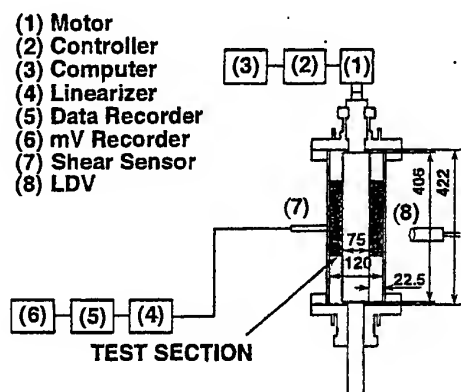 (1) Motor
(2) Controller
(3) Computer
(4) Linearizer
(5) Data Recorder
(6) mV Recorder
(7) Shear Sensor
(8) LDV
(3) (2) (1)
(7)
(8)
406
422
75
120
22.5
(6) (5) (4)
TEST SECTION